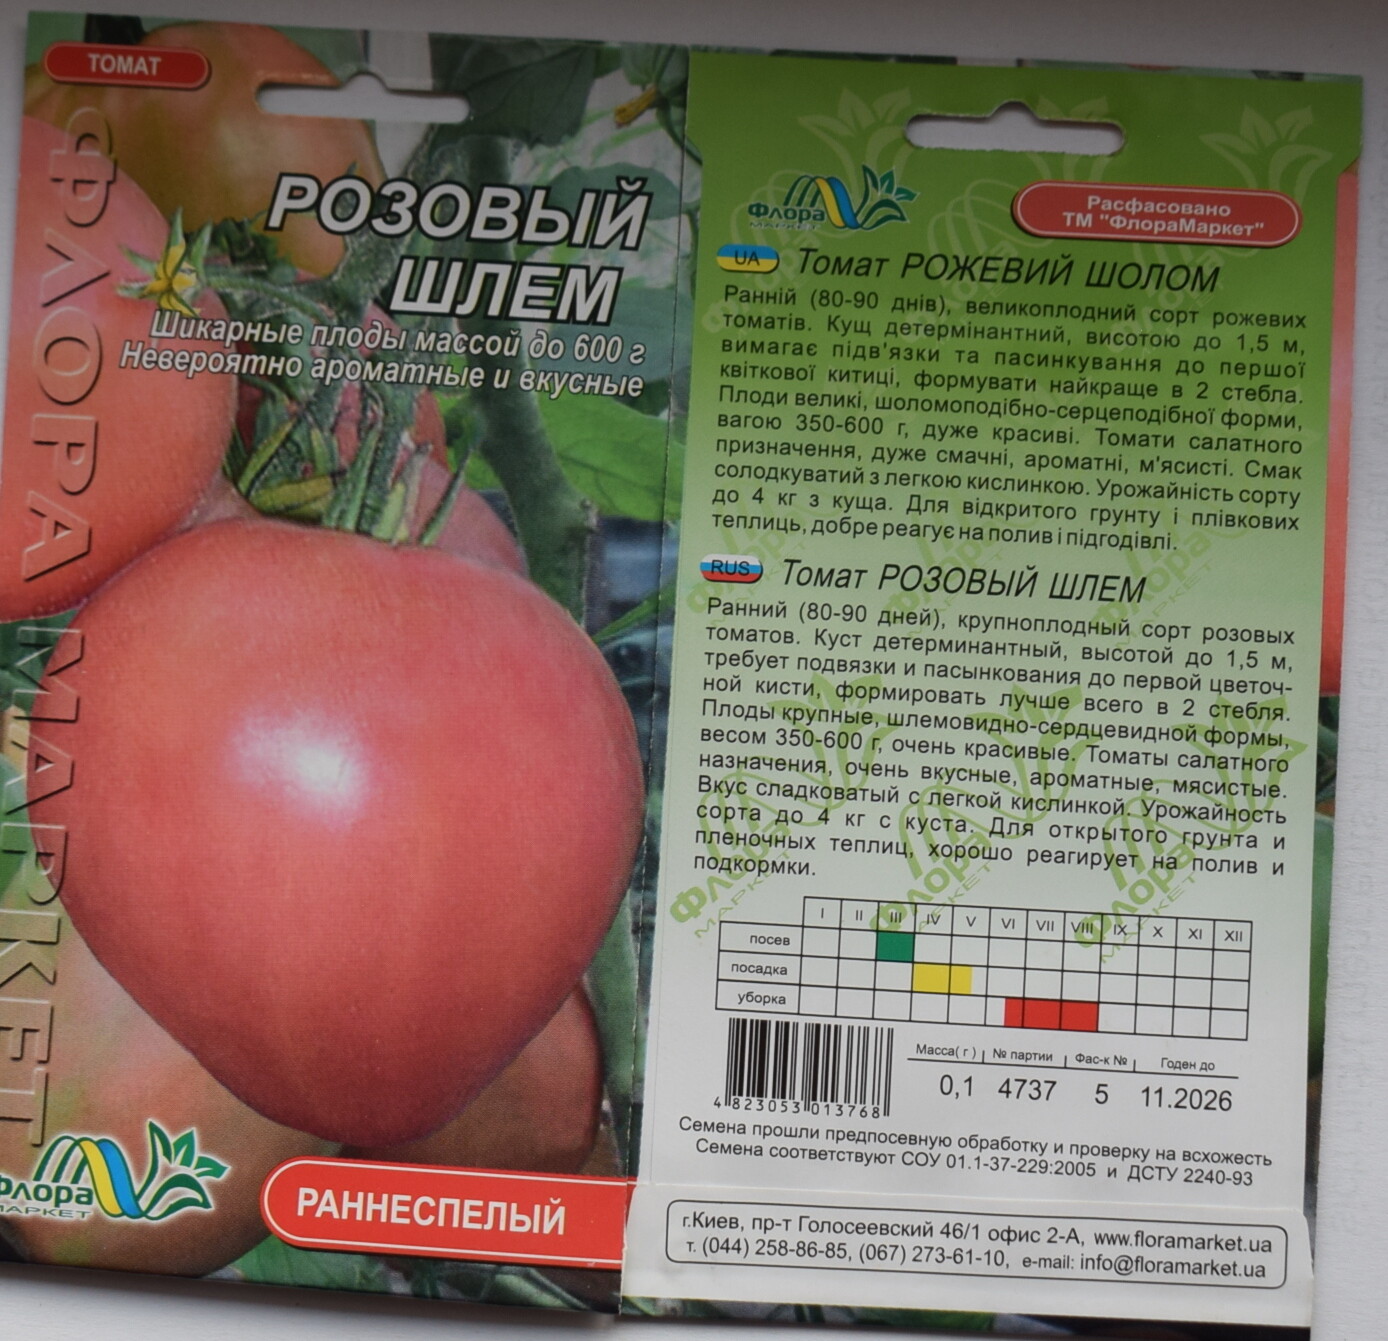 ТОМАТ
ФЛОРА МАРКЕТ
РОЗОВЫЙ
ШЛЕМ
Шикарные плоды массой до 600 г
Невероятно ароматные и вкусные
Флора
МАРКЕТ
РАННЕСПЕЛЫЙ
Флора
МАРКЕТ
Расфасовано
ТМ "ФлораМаркет"
UA Томат РОЖЕВИЙ ШОЛОМ
Ранній (80-90 днів), великоплодний сорт рожевих
томатів. Кущ детермінантний, висотою до 1,5 м,
вимагає підв'язки та пасинкування до першої
квіткової китиці, формувати найкраще в 2 стебла.
Плоди великі, шоломоподібно-серцеподібної форми,
вагою 350-600 г, дуже красиві. Томати салатного
призначення, дуже смачні, ароматні, м'ясисті. Смак
солодкуватий з легкою кислинкою. Урожайність сорту
до 4 кг з куща. Для відкритого грунту і плівкових
теплиць, добре реагує на полив і підгодівлі.
RUS Томат РОЗОВЫЙ ШЛЕМ
Ранний (80-90 дней), крупноплодный сорт розовых
томатов. Куст детерминантный, высотой до 1,5 м,
требует подвязки и пасынкования до первой цветоч-
ной кисти, формировать лучше всего в 2 стебля.
Плоды крупные, шлемовидно-сердцевидной формы,
весом 350-600 г, очень красивые. Томаты салатного
назначения, очень вкусные, ароматные, мясистые.
Вкус сладковатый с легкой кислинкой. Урожайность
сорта до 4 кг с куста. Для открытого грунта и
пленочных теплиц, хорошо реагирует на полив и
подкормки.
I II III IV V VI VII VIII IX X XI XII
посев
посадка
уборка
Масса( г ) № партии Фас-к № Годен до
0,1 4737 5 11.2026
4 823053 013768
Семена прошли предпосевную обработку и проверку на всхожесть
Семена соответствуют СОУ 01.1-37-229:2005 и ДСТУ 2240-93
г.Киев, пр-т Голосеевский 46/1 офис 2-А, www.floramarket.ua
т. (044) 258-86-85, (067) 273-61-10, e-mail: info@floramarket.ua